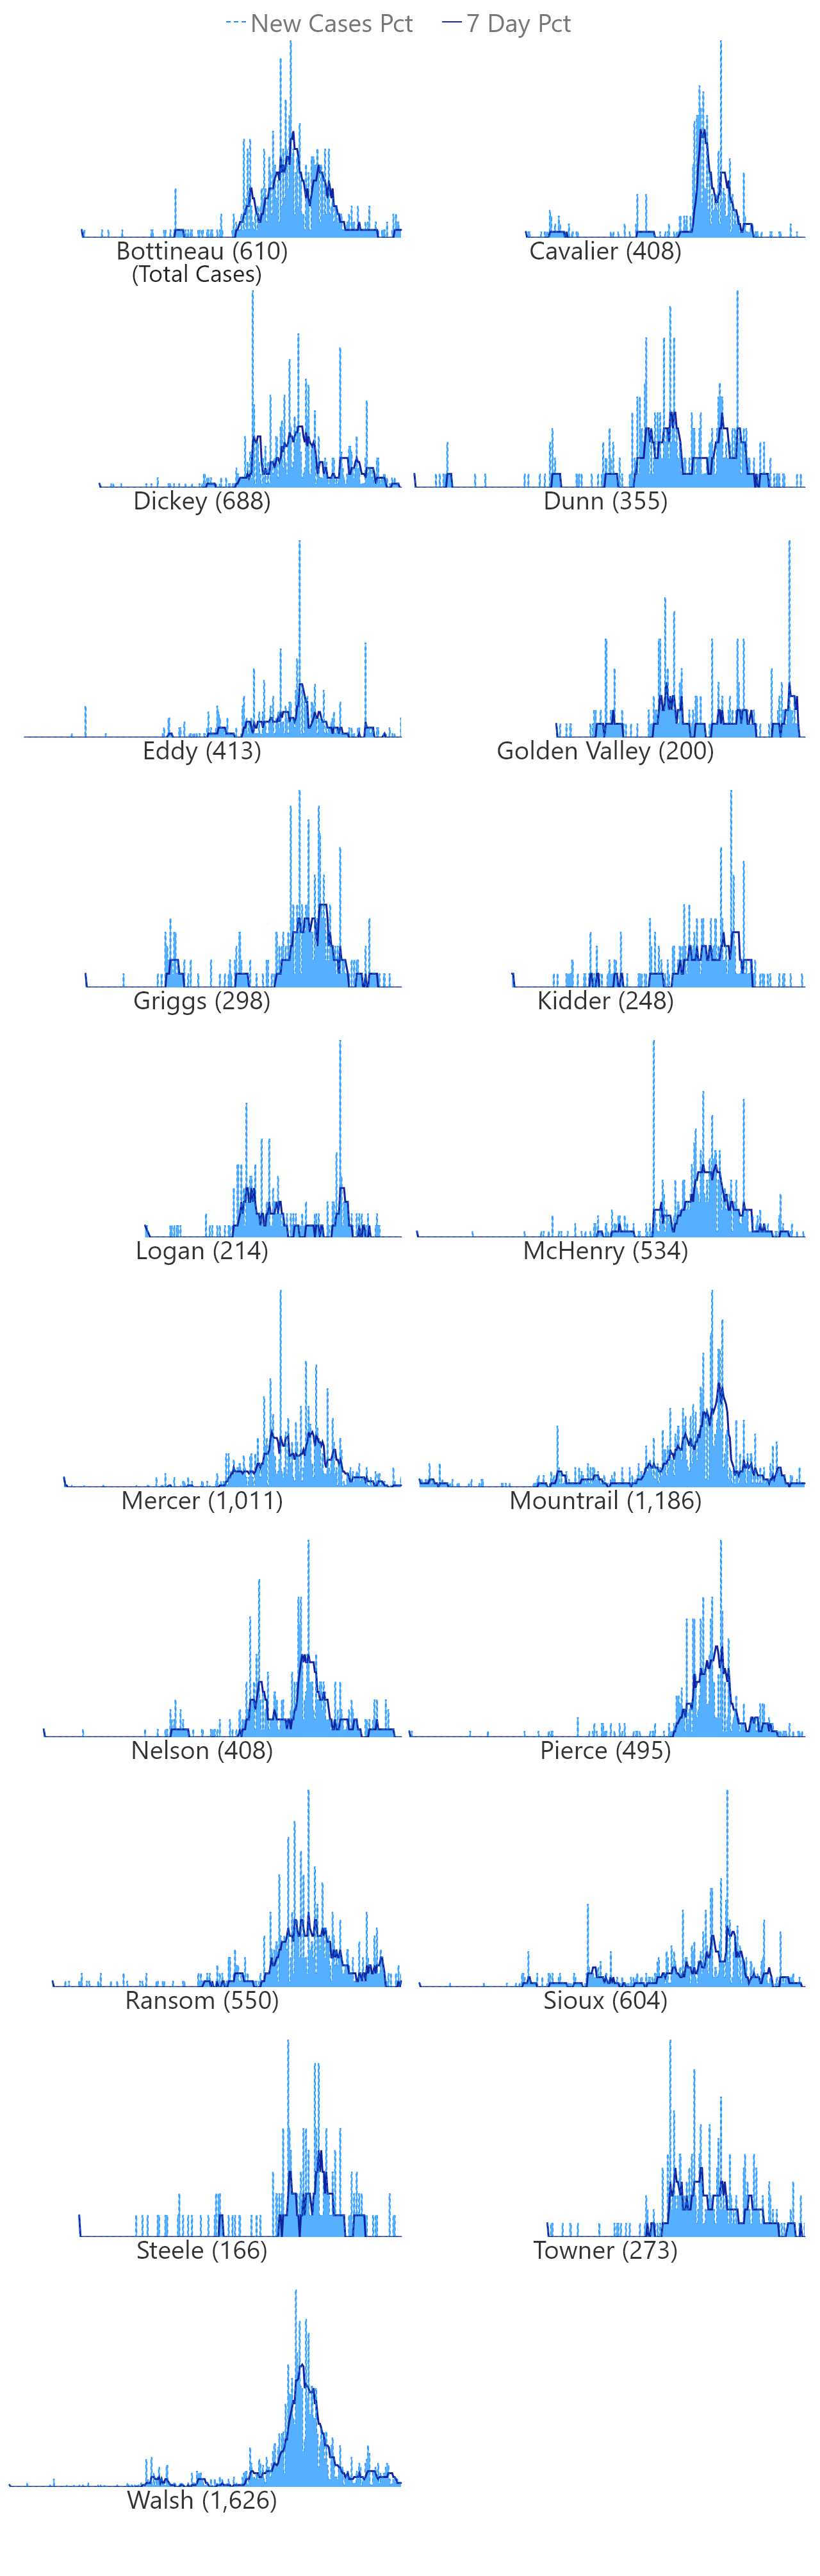 New Cases Pct 7 Day Pct
Bottineau (610) Cavalier (408)
(Total Cases)
Dickey (688) Dunn (355)
Eddy (413) Golden Valley (200)
Griggs (298) Kidder (248)
Logan (214) McHenry (534)
Mercer (1,011) Mountrail (1,186)
Nelson (408) Pierce (495)
Ransom (550) Sioux (604)
Steele (166) Towner (273)
Walsh (1,626)